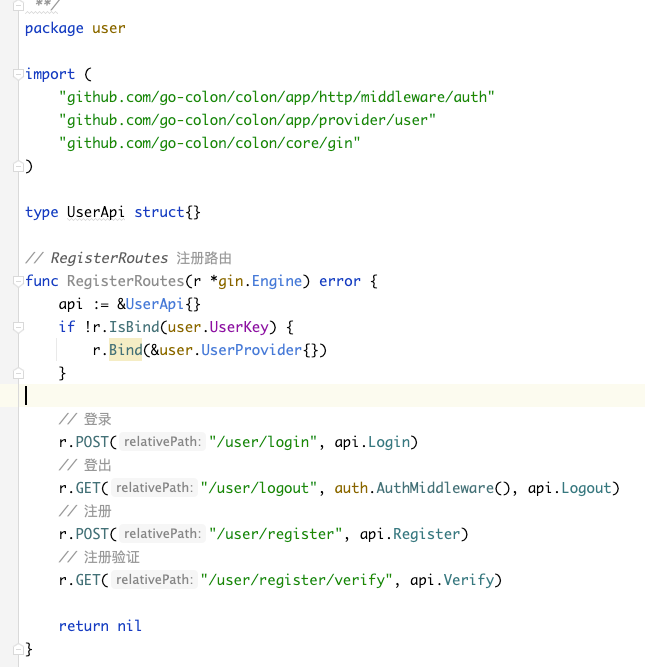 **/
package user
import (
"github.com/go-colon/colon/app/http/middleware/auth"
"github.com/go-colon/colon/app/provider/user"
"github.com/go-colon/colon/core/gin"
)
type UserApi struct{}
// RegisterRoutes 注册路由
func RegisterRoutes(r *gin.Engine) error {
api := &UserApi{}
if !r.IsBind(user.UserKey) {
r.Bind(&user.UserProvider{})
}
// 登录
r.POST( relativePath: "/user/login", api.Login)
// 登出
r.GET( relativePath: "/user/logout", auth.AuthMiddleware(), api.Logout)
// 注册
r.POST( relativePath: "/user/register", api.Register)
// 注册验证
r.GET( relativePath: "/user/register/verify", api.Verify)
return nil
}